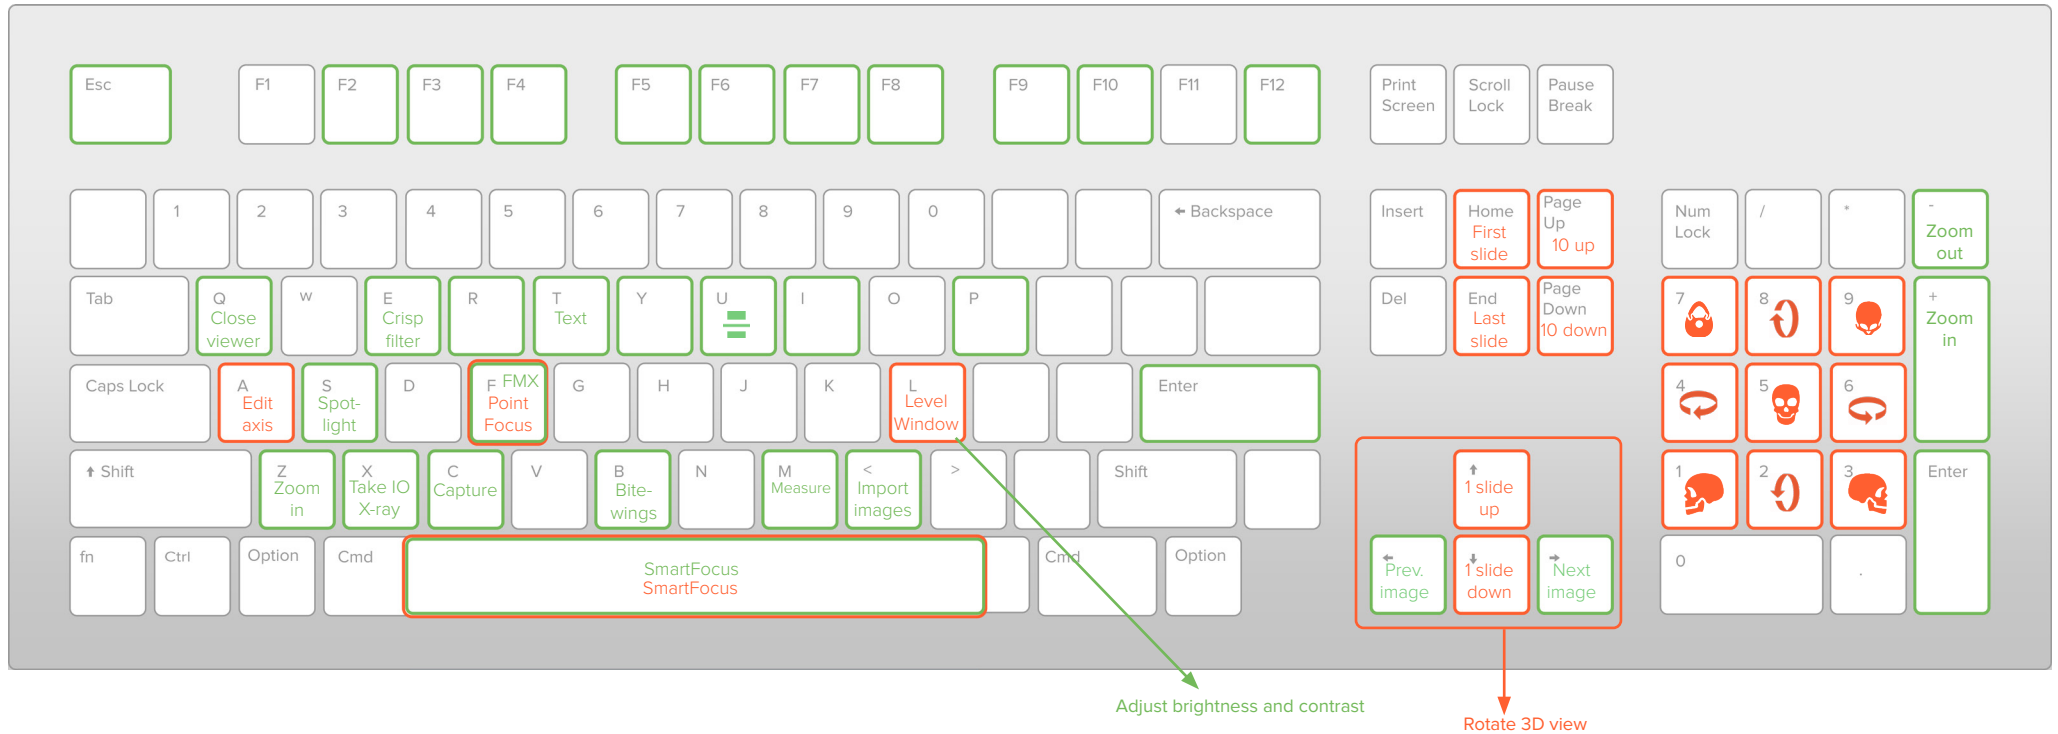 Esc
F1
F2
F3
F4
F5
F6
F7
F8
F9
F10
F11
F12
Print
Screen
Scroll
Lock
Pause
Break
1
2
3
4
5
6
7
8
9
0
← Backspace
Insert
Home
First
slide
Page
Up
10 up
Num
Lock
/
*
-
Zoom
out
Tab
Q
Close
viewer
W
E
Crisp
filter
R
T
Text
Y
U
I
O
P
Del
End
Last
slide
Page
Down
10 down
7
8
9
+
Zoom
in
Caps Lock
A
Edit
axis
S
Spot-
light
D
F FMX
Point
Focus
G
H
J
K
L
Level
Window
Enter
4
5
6
↑ Shift
Z
Zoom
in
X
Take IO
X-ray
C
Capture
V
B
Bite-
wings
N
M
Measure
<
Import
images
>
Shift
↑
1 slide
up
1
2
3
Enter
fn
Ctrl
Option
Cmd
SmartFocus
SmartFocus
Cmd
Option
←
Prev.
image
↓
1 slide
down
→
Next
image
0
.
Adjust brightness and contrast
Rotate 3D view